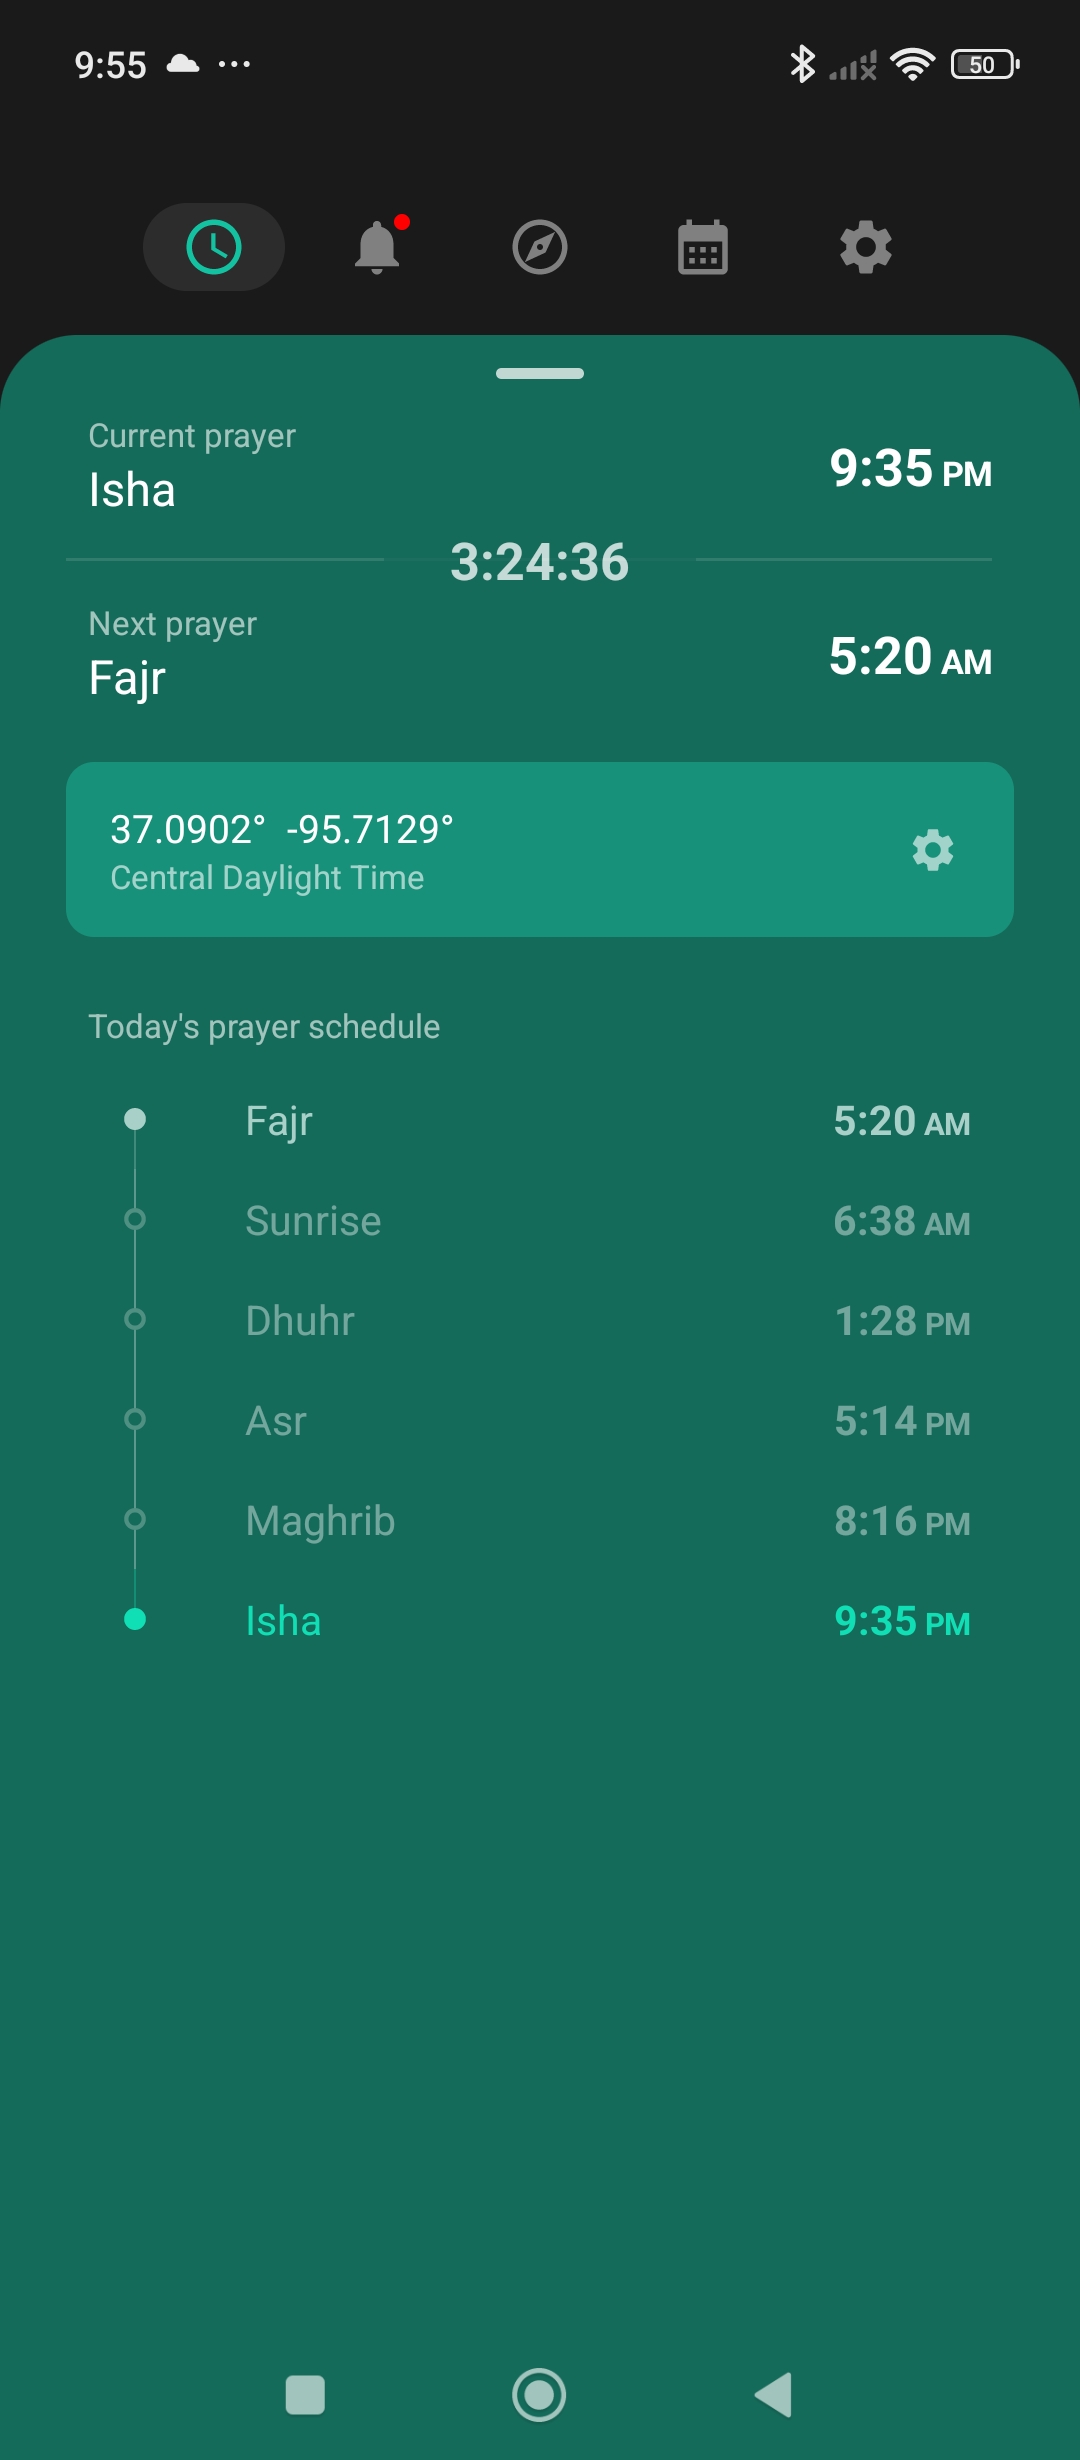 9:55
50
Current prayer
Isha
9:35 PM
3:24:36
Next prayer
Fajr
5:20 AM
37.0902° -95.7129°
Central Daylight Time
Today's prayer schedule
Fajr 5:20 AM
Sunrise 6:38 AM
Dhuhr 1:28 PM
Asr 5:14 PM
Maghrib 8:16 PM
Isha 9:35 PM